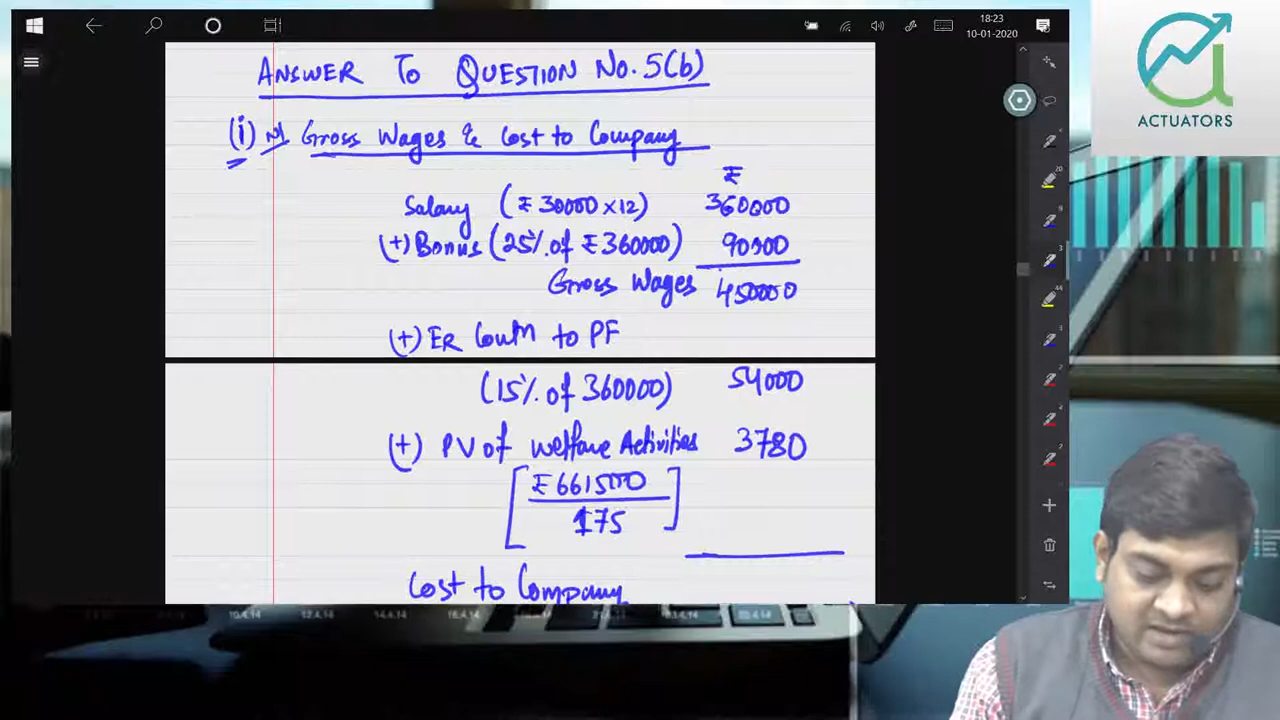 18:23
10-01-2020
ACTUATORS
ANSWER TO QUESTION No. 5(b)
(i) Gross Wages & Cost to Company
₹
Salary (₹ 30000 × 12) 360000
(+) Bonus (25% of ₹ 360000) 90000
Gross Wages 450000
(+) ER Contn to PF
(15% of 360000) 54000
(+) PV of Welfare Activities 3780
₹ 661500
175
Cost to Company